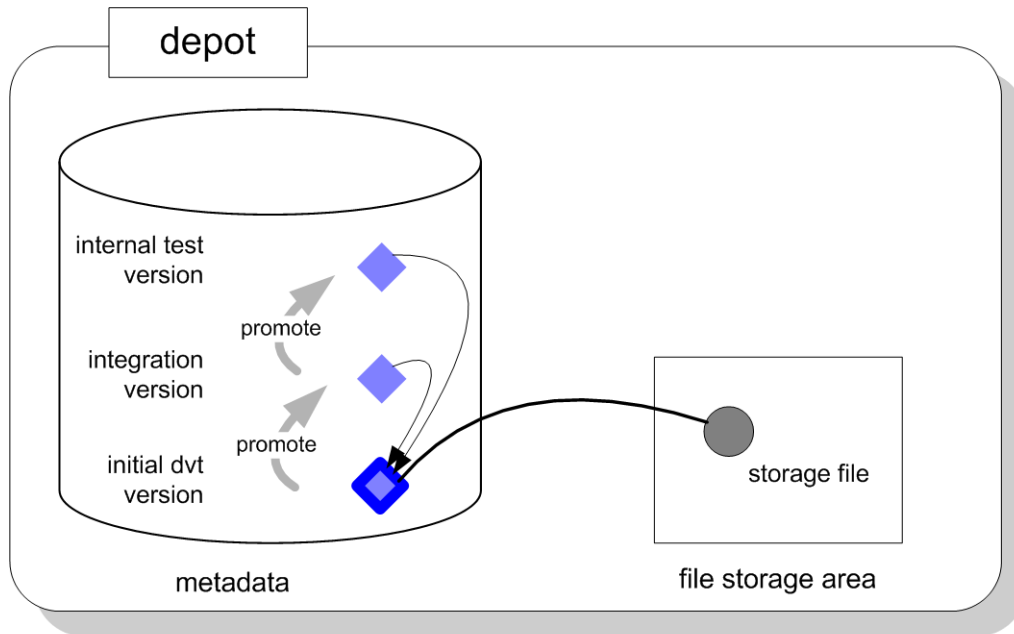 depot
internal test
version
promote
integration
version
promote
initial dvt
version
storage file
metadata
file storage area